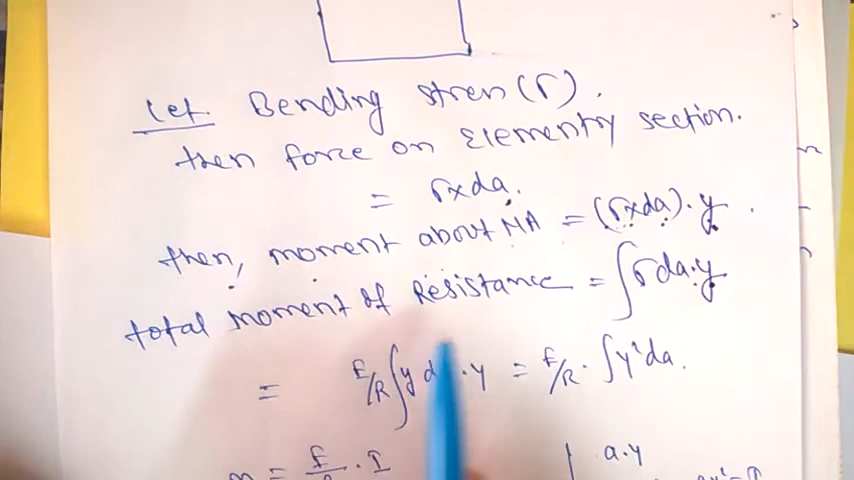 Let. Bending stren (σ).
then force on Elementry section.
= σxda.
then, moment about NA = (σxda).y
total moment of Resistance = ∫σda.y
= E/R ∫y d .y = E/R . ∫y²da.
a.y
. I